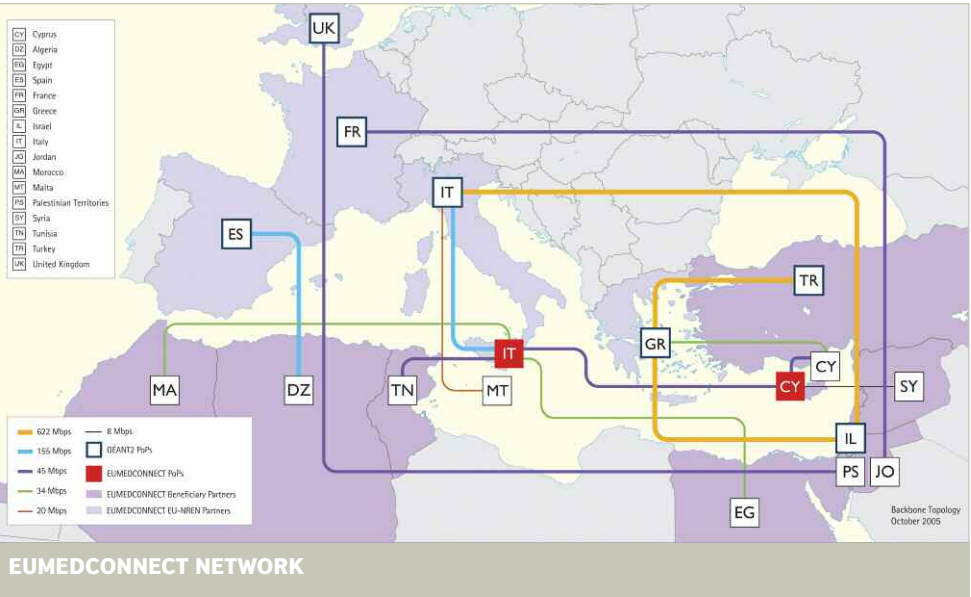 CY Cyprus
DZ Algeria
EG Egypt
ES Spain
FR France
GR Greece
IL Israel
IT Italy
JO Jordan
MA Morocco
MT Malta
PS Palestinian Territories
SY Syria
TN Tunisia
TR Turkey
UK United Kingdom
UK
FR
IT
ES
TR
GR
IT
CY
CY
SY
MA
DZ
TN
MT
IL
PS
JO
EG
622 Mbps
155 Mbps
45 Mbps
34 Mbps
20 Mbps
8 Mbps
GÉANT2 PoPs
EUMEDCONNECT PoPs
EUMEDCONNECT Beneficiary Partners
EUMEDCONNECT EU-NREN Partners
Backbone Topology
October 2005
EUMEDCONNECT NETWORK